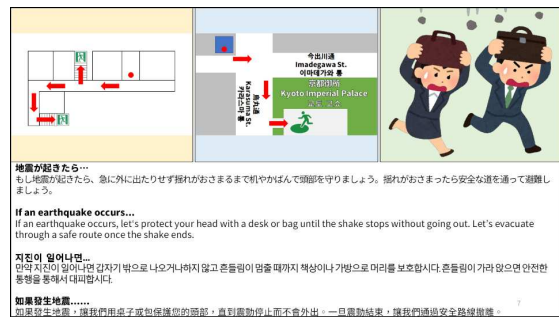 今出川通
Imadegawa St.
이마데가와 통
京都御所
Kyoto Imperial Palace
烏丸通
Karasuma St.
카라스마 통
地震が起きたら…
もし地震が起きたら、急に外に出たりせず揺れがおさまるまで机やかばんで頭部を守りましょう。揺れがおさまったら安全な道を通って避難し
ましょう。
If an earthquake occurs...
If an earthquake occurs, let's protect your head with a desk or bag until the shake stops without going out. Let's evacuate
through a safe route once the shake ends.
지진이 일어나면...
만약 지진이 일어나면 갑자기 밖으로 나오거나하지 않고 흔들림이 멈출 때까지 책상이나 가방으로 머리를 보호합시다. 흔들림이 가라 앉으면 안전한
통행을 통해서 대피합시다.
如果發生地震……
如果發生地震，讓我們用桌子或包保護您的頭部，直到震動停止而不會外出。一旦震動結束，讓我們通過安全路線撤離。
7